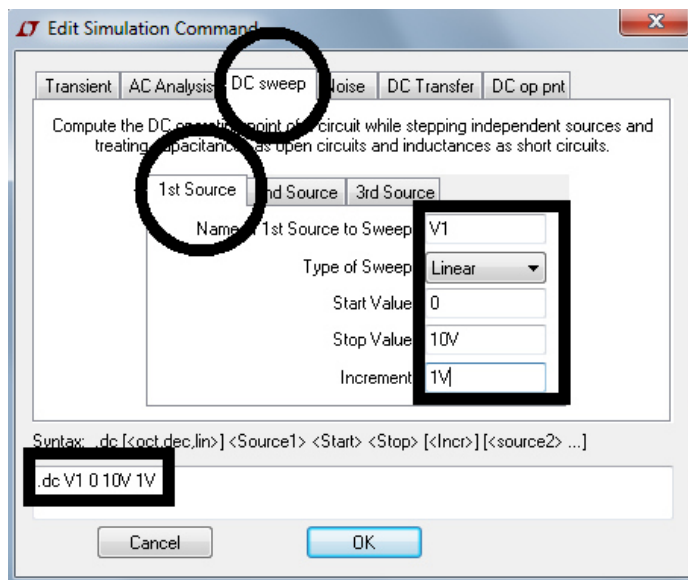 Edit Simulation Command
Transient AC Analysis DC sweep Noise DC Transfer DC op pnt
Compute the DC operating point of a circuit while stepping independent sources and
treating capacitances as open circuits and inductances as short circuits.
1st Source 2nd Source 3rd Source
Name of 1st Source to Sweep: V1
Type of Sweep: Linear
Start Value: 0
Stop Value: 10V
Increment: 1V
Syntax: .dc [<oct,dec,lin>] <Source1> <Start> <Stop> [<Incr>] [<source2> ...]
.dc V1 0 10V 1V
Cancel OK